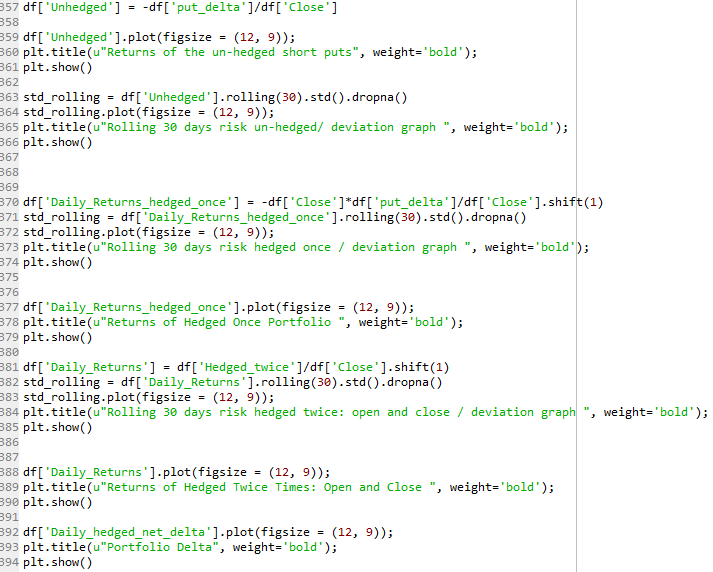 357 df['Unhedged'] = -df['put_delta']/df['Close']
358
359 df['Unhedged'].plot(figsize = (12, 9));
360 plt.title(u"Returns of the un-hedged short puts", weight='bold');
361 plt.show()
362
363 std_rolling = df['Unhedged'].rolling(30).std().dropna()
364 std_rolling.plot(figsize = (12, 9));
365 plt.title(u"Rolling 30 days risk un-hedged/ deviation graph ", weight='bold');
366 plt.show()
367
368
369
370 df['Daily_Returns_hedged_once'] = -df['Close']*df['put_delta']/df['Close'].shift(1)
371 std_rolling = df['Daily_Returns_hedged_once'].rolling(30).std().dropna()
372 std_rolling.plot(figsize = (12, 9));
373 plt.title(u"Rolling 30 days risk hedged once / deviation graph ", weight='bold');
374 plt.show()
375
376
377 df['Daily_Returns_hedged_once'].plot(figsize = (12, 9));
378 plt.title(u"Returns of Hedged Once Portfolio ", weight='bold');
379 plt.show()
380
381 df['Daily_Returns'] = df['Hedged_twice']/df['Close'].shift(1)
382 std_rolling = df['Daily_Returns'].rolling(30).std().dropna()
383 std_rolling.plot(figsize = (12, 9));
384 plt.title(u"Rolling 30 days risk hedged twice: open and close / deviation graph ", weight='bold');
385 plt.show()
386
387
388 df['Daily_Returns'].plot(figsize = (12, 9));
389 plt.title(u"Returns of Hedged Twice Times: Open and Close ", weight='bold');
390 plt.show()
391
392 df['Daily_hedged_net_delta'].plot(figsize = (12, 9));
393 plt.title(u"Portfolio Delta", weight='bold');
394 plt.show()